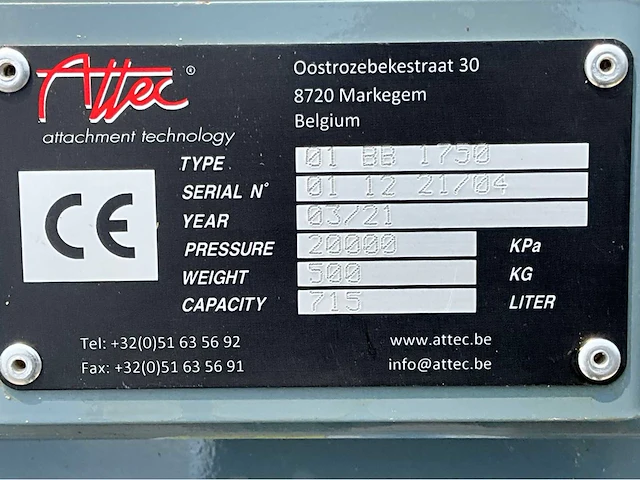 Attec ®
attachment technology
Oostrozebekestraat 30
8720 Markegem
Belgium
CE
TYPE 01 BB 1750
SERIAL N° 01 12 21/04
YEAR 03/21
PRESSURE 20000 KPa
WEIGHT 500 KG
CAPACITY 715 LITER
Tel: +32(0)51 63 56 92
Fax: +32(0)51 63 56 91
www.attec.be
info@attec.be